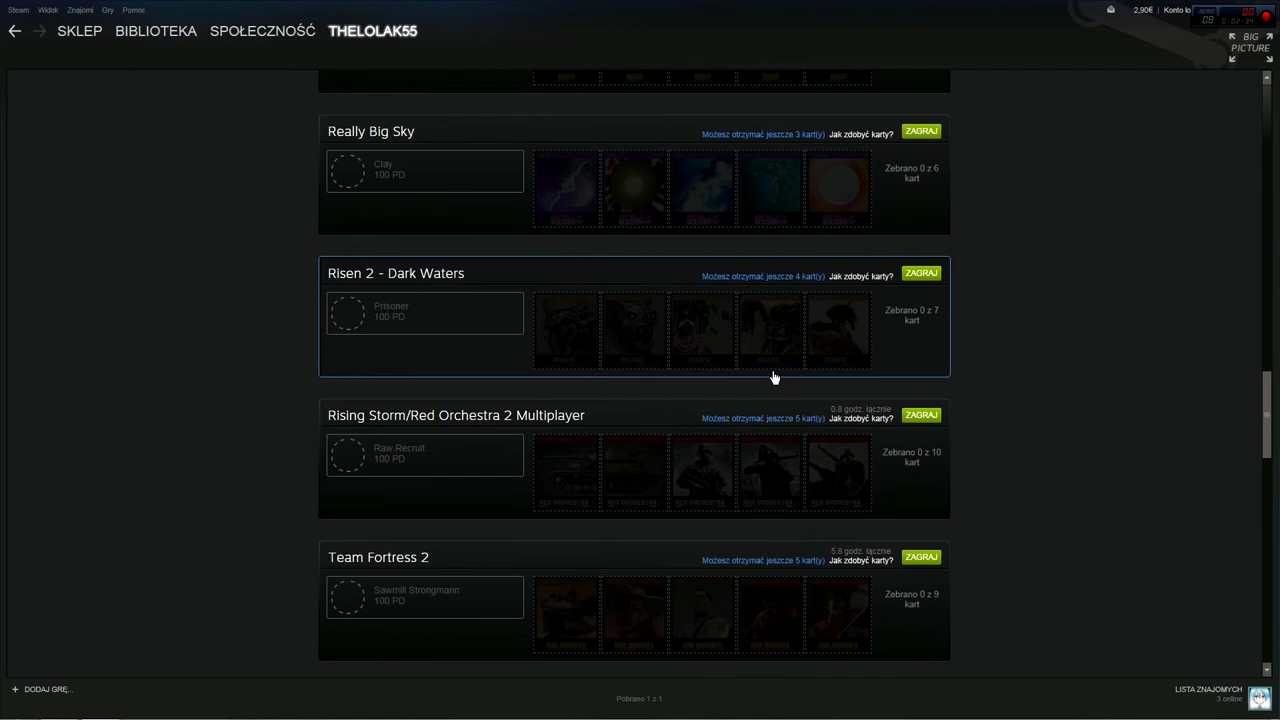 Steam Widok Znajomi Gry Pomoc
2,90€ | Konto lo
SKLEP BIBLIOTEKA SPOŁECZNOŚĆ THELOLAK55
BIG
PICTURE
Really Big Sky
Możesz otrzymać jeszcze 3 kart(y) Jak zdobyć karty? ZAGRAJ
Clay
100 PD
Zebrano 0 z 6
kart
Risen 2 - Dark Waters
Możesz otrzymać jeszcze 4 kart(y) Jak zdobyć karty? ZAGRAJ
Prisoner
100 PD
Zebrano 0 z 7
kart
0.8 godz. łącznie
Rising Storm/Red Orchestra 2 Multiplayer
Możesz otrzymać jeszcze 5 kart(y) Jak zdobyć karty? ZAGRAJ
Raw Recruit
100 PD
Zebrano 0 z 10
kart
5.8 godz. łącznie
Team Fortress 2
Możesz otrzymać jeszcze 5 kart(y) Jak zdobyć karty? ZAGRAJ
Sawmill Strongmann
100 PD
Zebrano 0 z 9
kart
+ DODAJ GRĘ...
Pobrano 1 z 1
LISTA ZNAJOMYCH
3 online